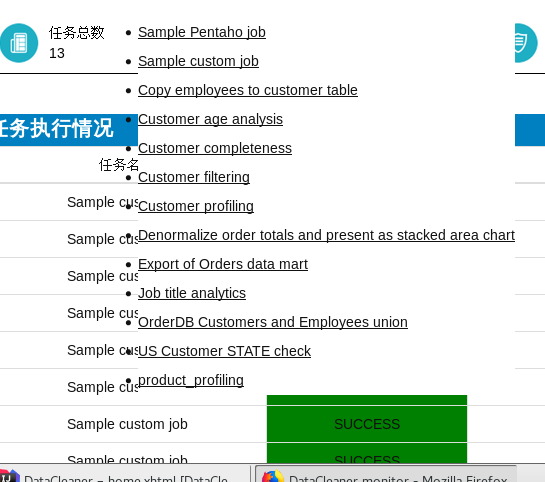 任务总数
13
Sample Pentaho job
Sample custom job
Copy employees to customer table
Customer age analysis
Customer completeness
Customer filtering
Customer profiling
Denormalize order totals and present as stacked area chart
Export of Orders data mart
Job title analytics
OrderDB Customers and Employees union
US Customer STATE check
product_profiling
任务执行情况
任务名
Sample cus
Sample cus
Sample cus
Sample cus
Sample cus
Sample cus
Sample custom job SUCCESS
Sample custom job SUCCESS
DataCleaner – home.xhtml [DataCle
DataCleaner monitor - Mozilla Firefox